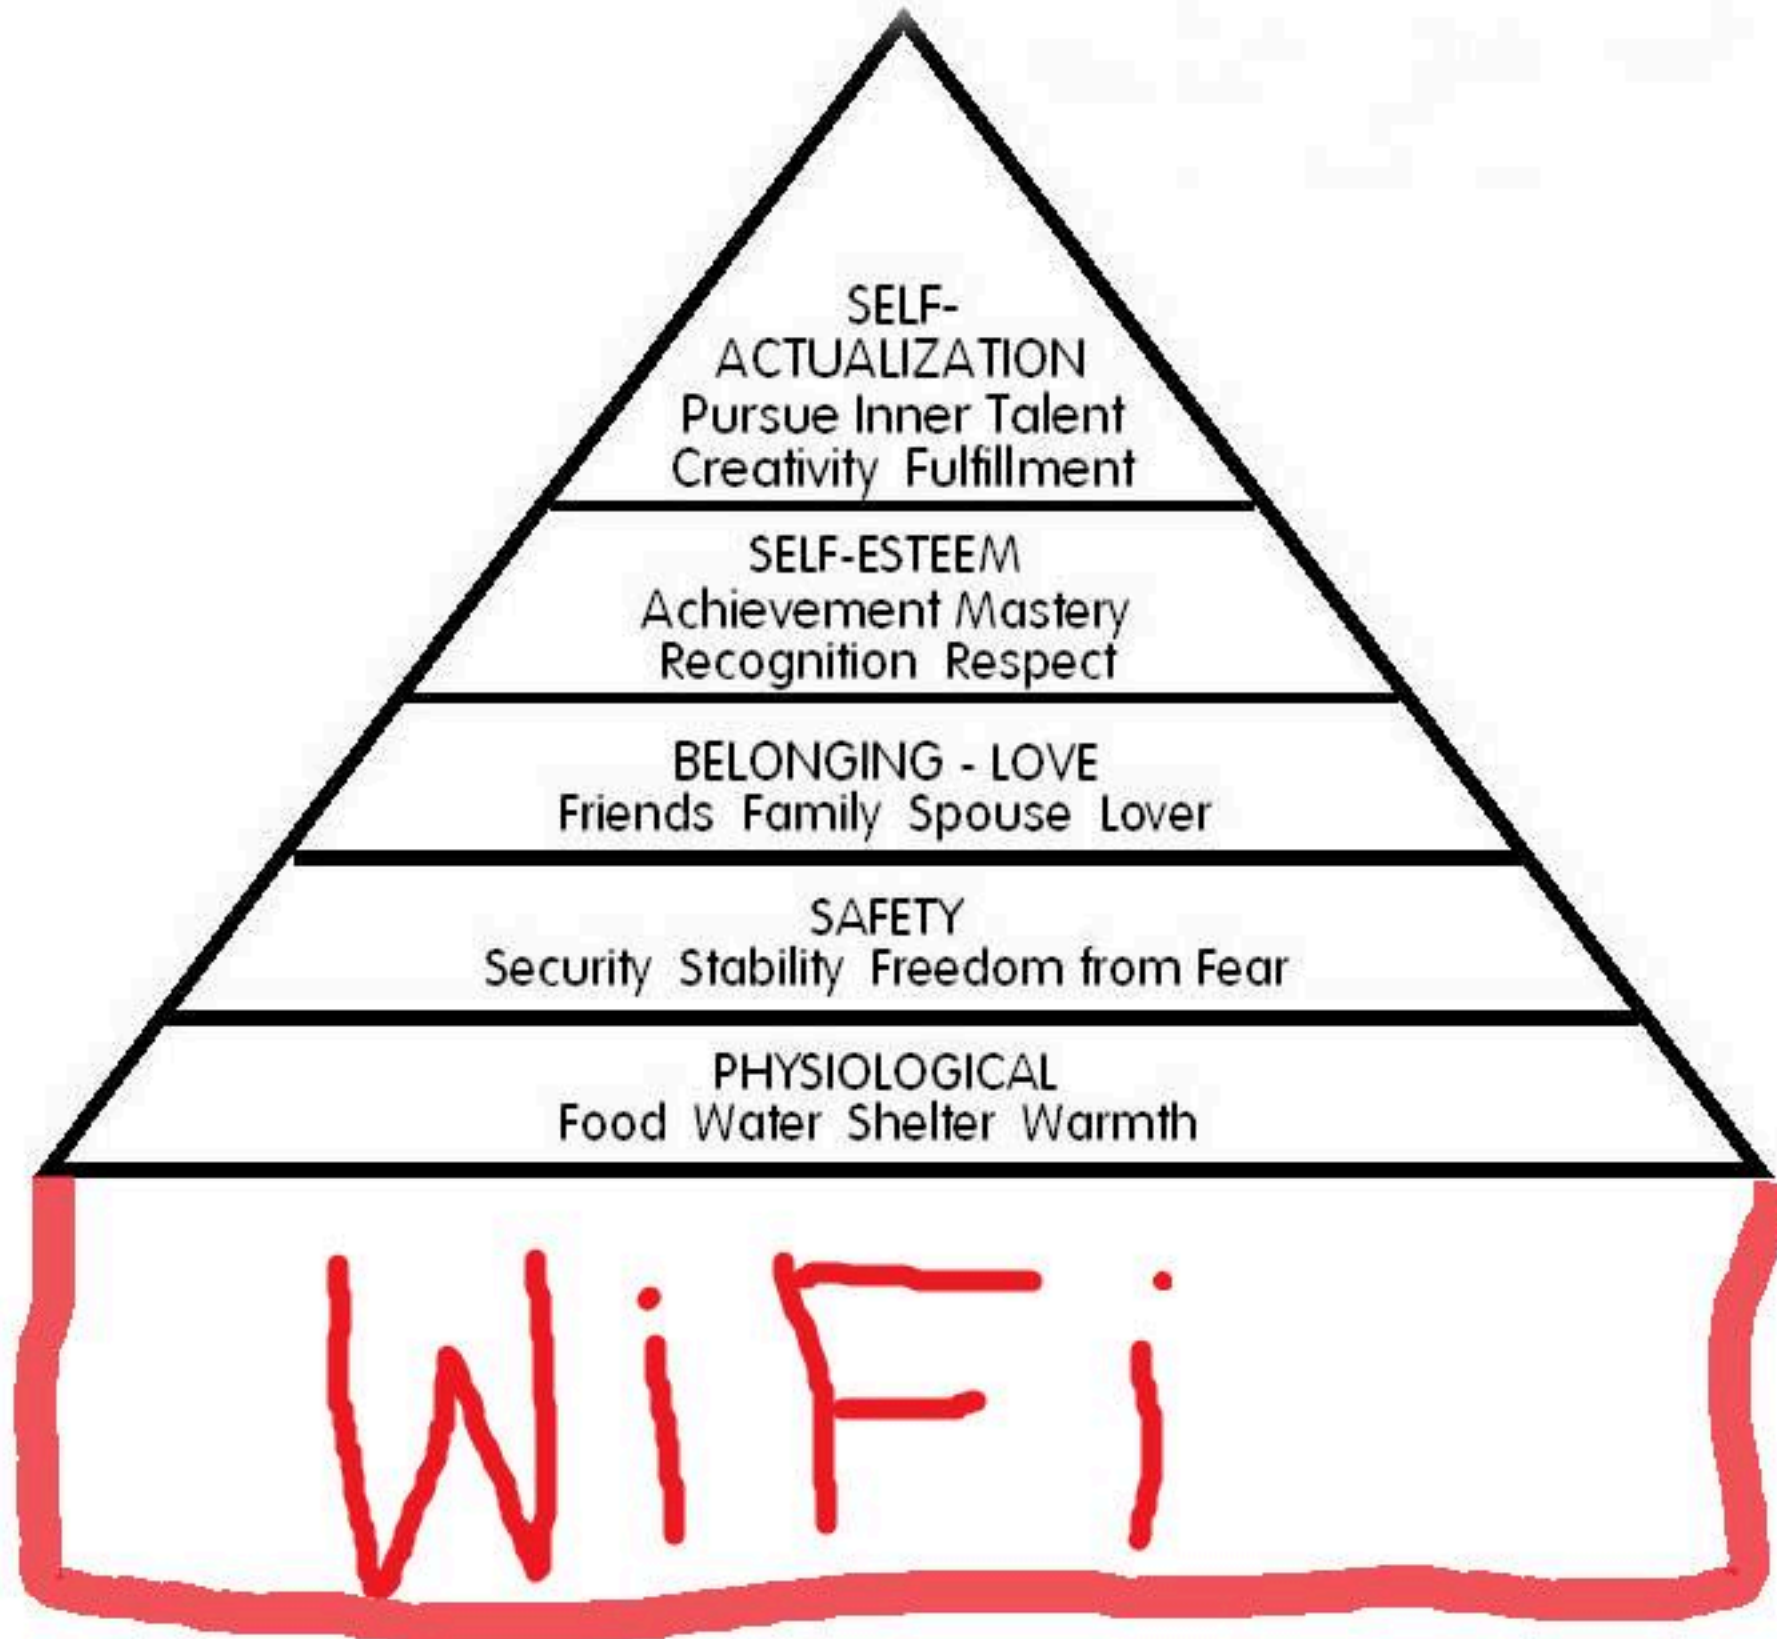 SELF-
ACTUALIZATION
Pursue Inner Talent
Creativity Fulfillment
SELF-ESTEEM
Achievement Mastery
Recognition Respect
BELONGING - LOVE
Friends Family Spouse Lover
SAFETY
Security Stability Freedom from Fear
PHYSIOLOGICAL
Food Water Shelter Warmth
WiFi